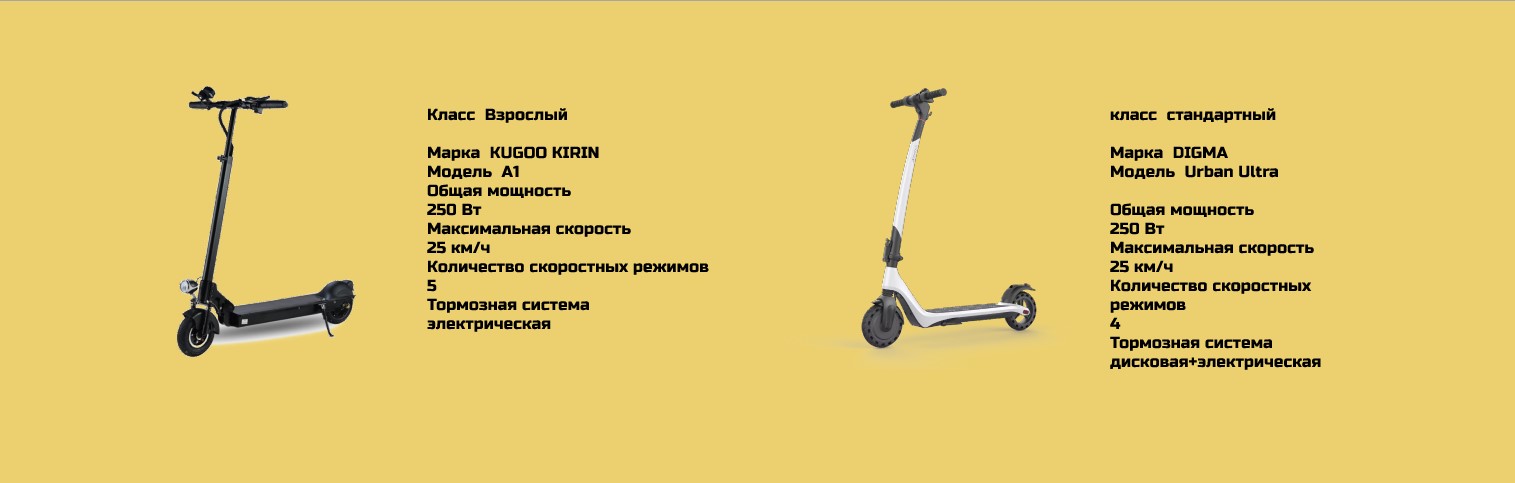 Класс Взрослый
Марка KUGOO KIRIN
Модель A1
Общая мощность
250 Вт
Максимальная скорость
25 км/ч
Количество скоростных режимов
5
Тормозная система
электрическая
класс стандартный
Марка DIGMA
Модель Urban Ultra
Общая мощность
250 Вт
Максимальная скорость
25 км/ч
Количество скоростных
режимов
4
Тормозная система
дисковая+электрическая